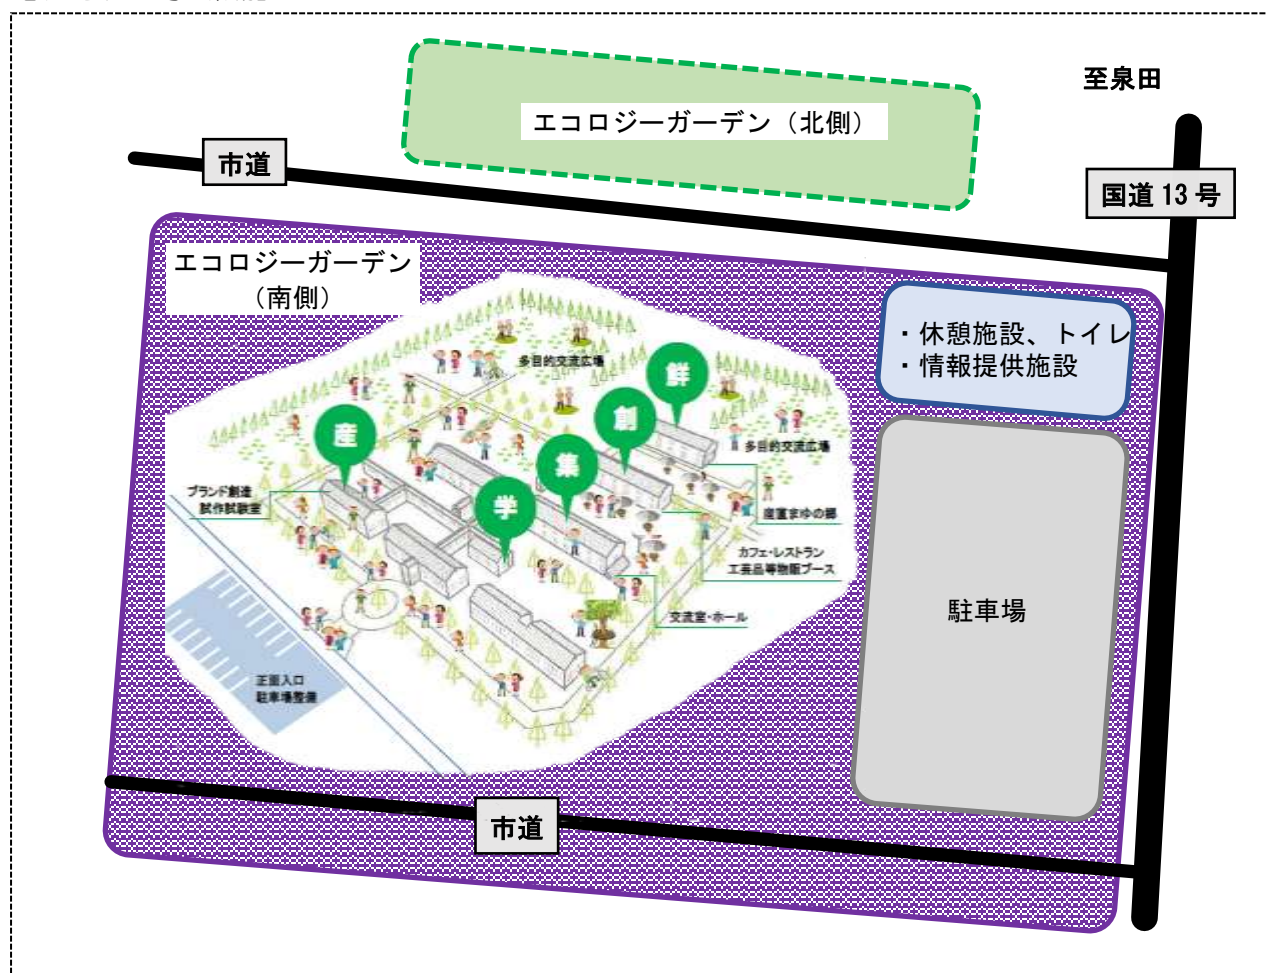 至泉田
エコロジーガーデン（北側）
市道
国道 13 号
エコロジーガーデン
（南側）
・休憩施設、トイレ
・情報提供施設
多目的交流広場
鮮
創
産
集
学
多目的交流広場
ブランド創造
試作試験室
産直まゆの郷
カフェ・レストラン
工芸品等物販ブース
交流室・ホール
駐車場
正面入口
駐車場整備
市道